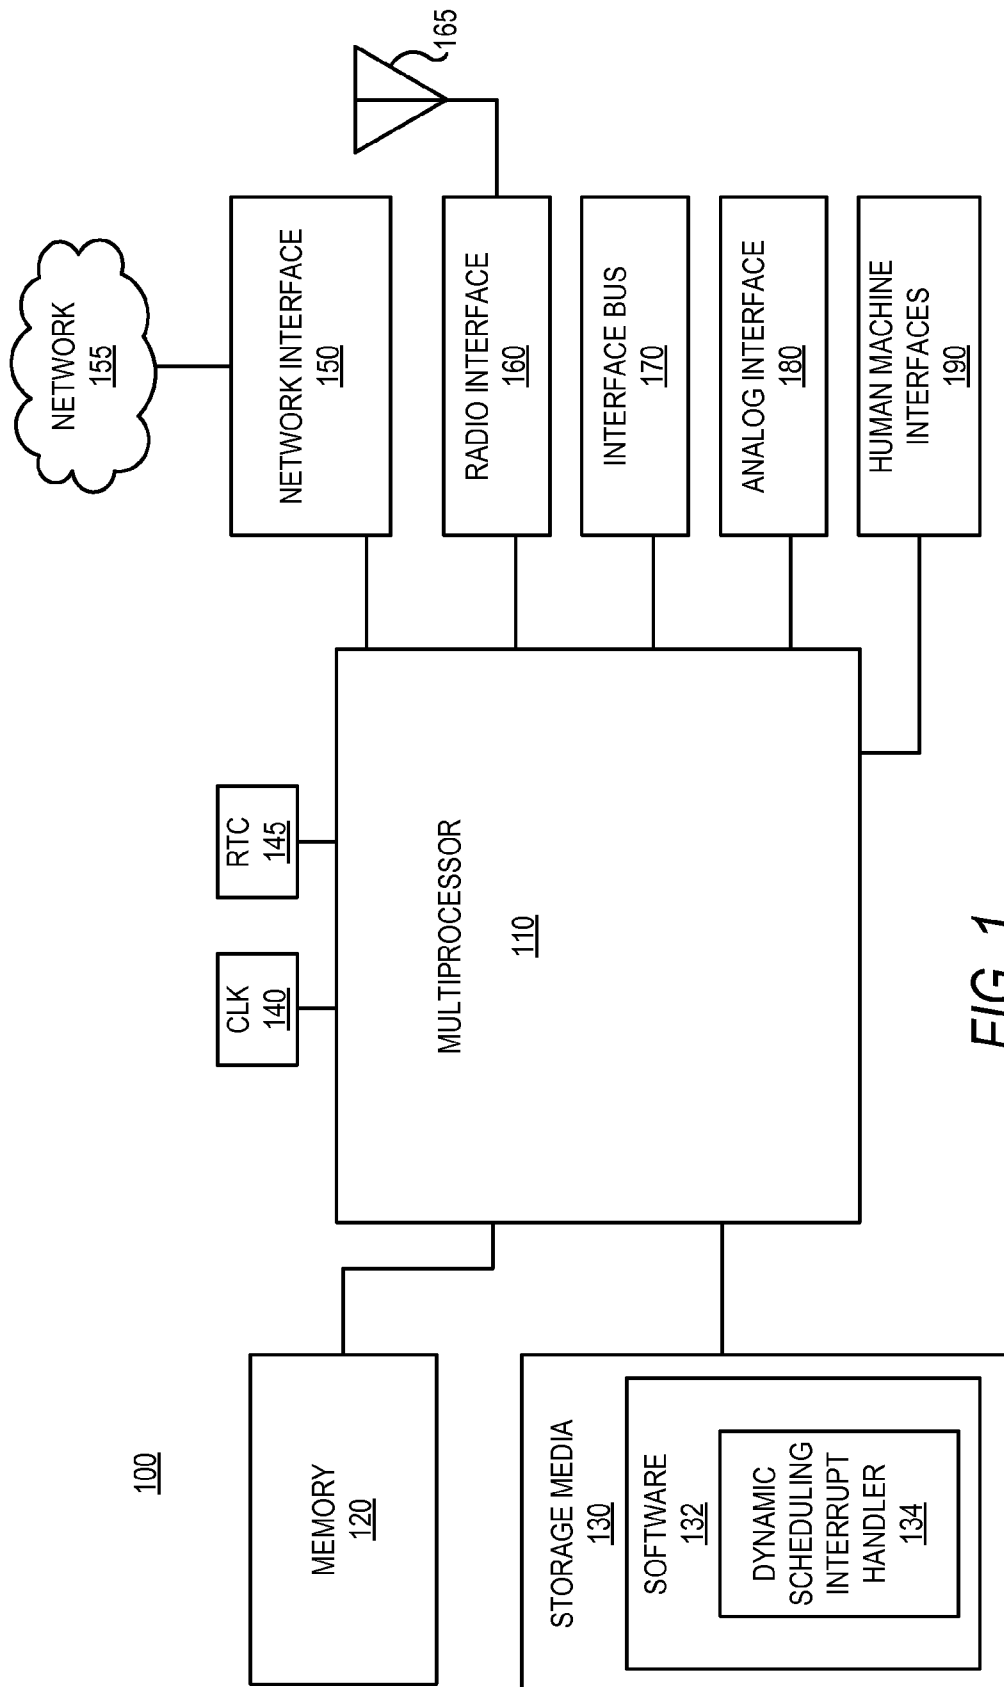 100
MEMORY
120
STORAGE MEDIA
130
SOFTWARE
132
DYNAMIC
SCHEDULING
INTERRUPT
HANDLER
134
CLK
140
RTC
145
MULTIPROCESSOR
110
NETWORK
155
NETWORK INTERFACE
150
165
RADIO INTERFACE
160
INTERFACE BUS
170
ANALOG INTERFACE
180
HUMAN MACHINE
INTERFACES
190
FIG. 1